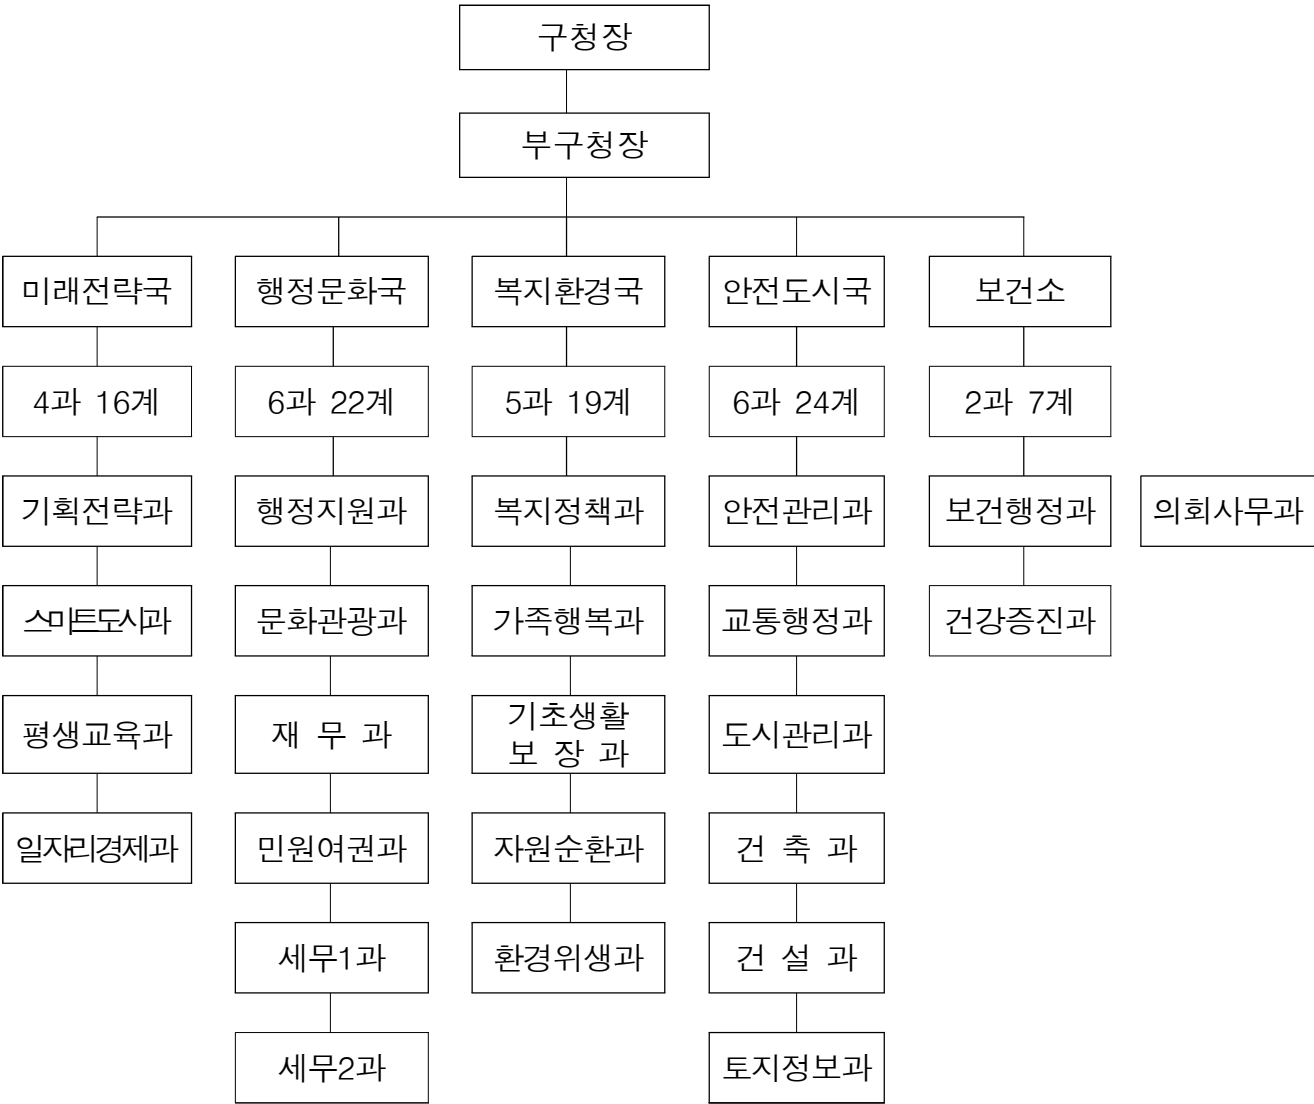 구청장
부구청장
미래전략국 행정문화국 복지환경국 안전도시국 보건소
4과 16계 6과 22계 5과 19계 6과 24계 2과 7계
기획전략과 행정지원과 복지정책과 안전관리과 보건행정과 의회사무과
스마트도시과 문화관광과 가족행복과 교통행정과 건강증진과
평생교육과 재 무 과 기초생활 도시관리과
보 장 과
일자리경제과 민원여권과 자원순환과 건 축 과
세무1과 환경위생과 건 설 과
세무2과 토지정보과